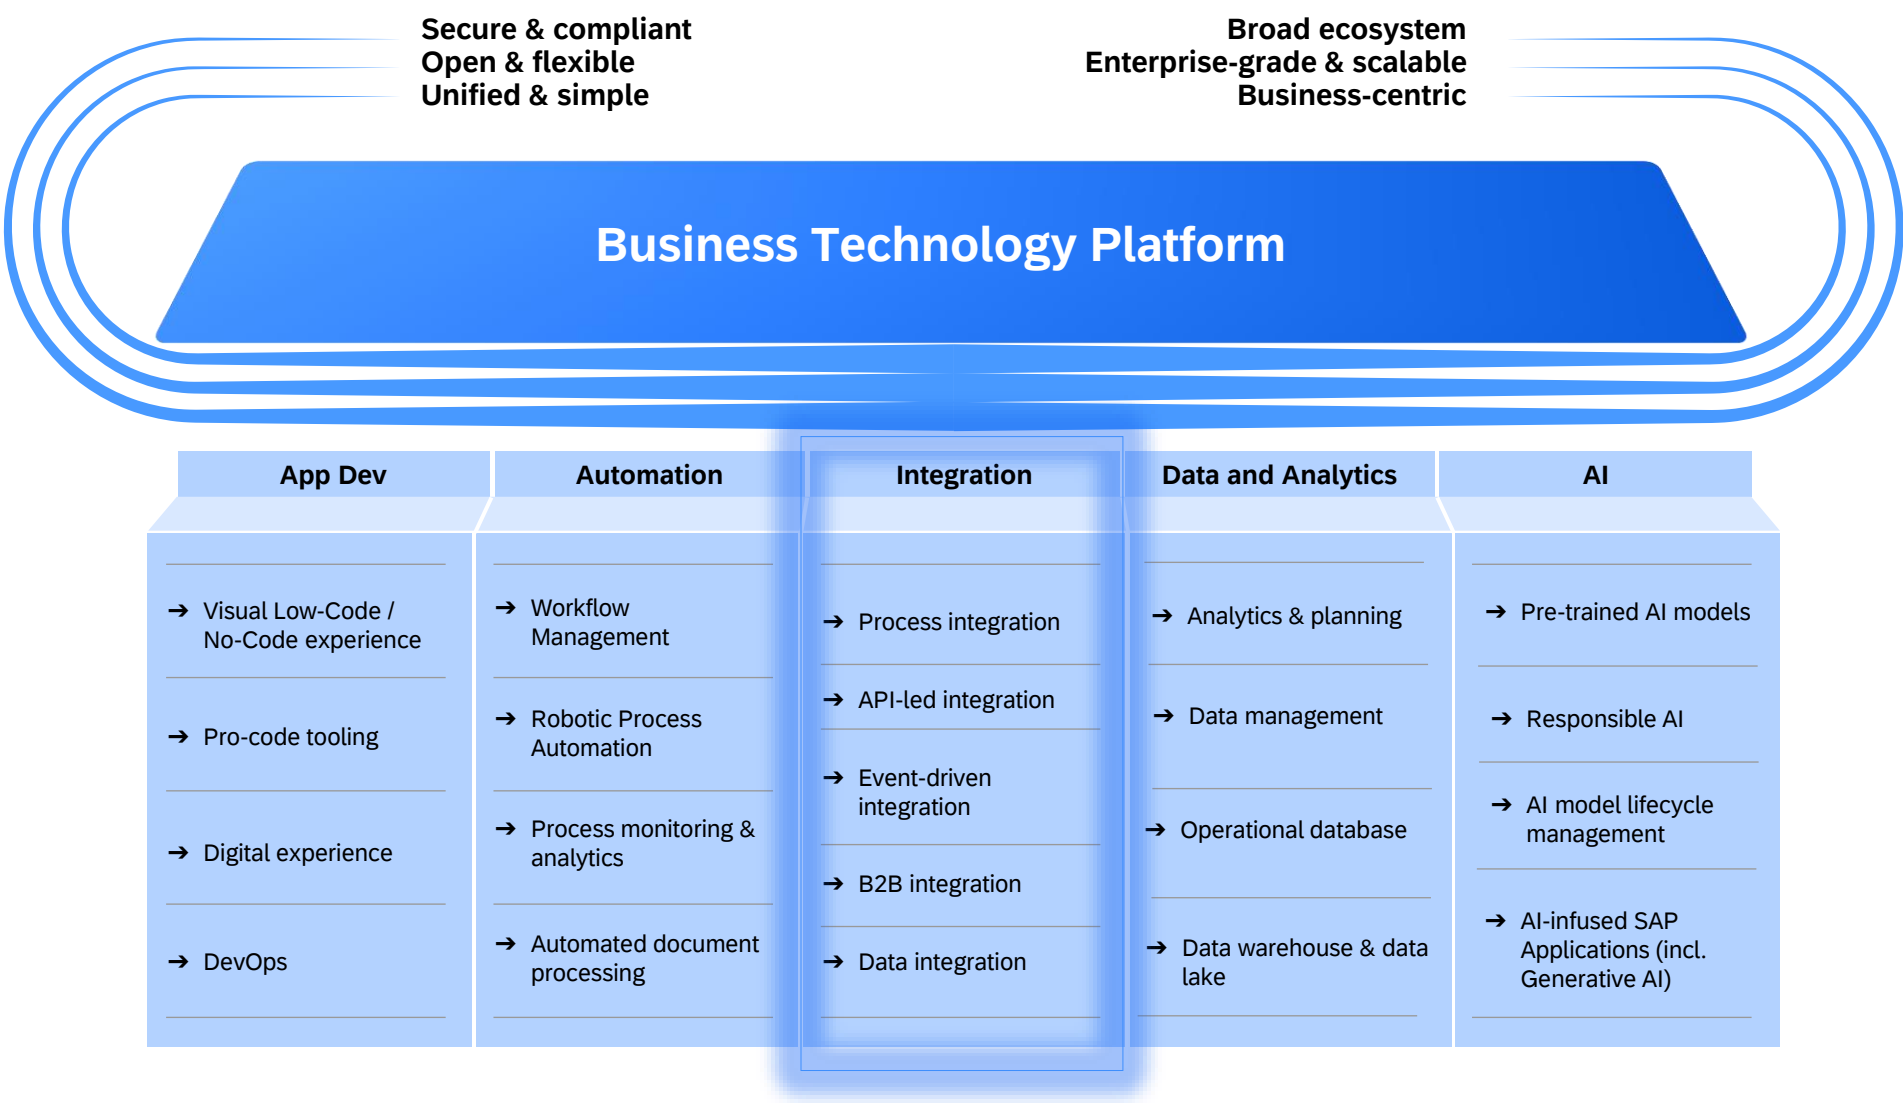 Secure & compliant
Open & flexible
Unified & simple
Broad ecosystem
Enterprise-grade & scalable
Business-centric
Business Technology Platform
App Dev
➔ Visual Low-Code /
No-Code experience
➔ Pro-code tooling
➔ Digital experience
➔ DevOps
Automation
➔ Workflow
Management
➔ Robotic Process
Automation
➔ Process monitoring &
analytics
➔ Automated document
processing
Integration
➔ Process integration
➔ API-led integration
➔ Event-driven
integration
➔ B2B integration
➔ Data integration
Data and Analytics
➔ Analytics & planning
➔ Data management
➔ Operational database
➔ Data warehouse & data
lake
AI
➔ Pre-trained AI models
➔ Responsible AI
➔ AI model lifecycle
management
➔ AI-infused SAP
Applications (incl.
Generative AI)